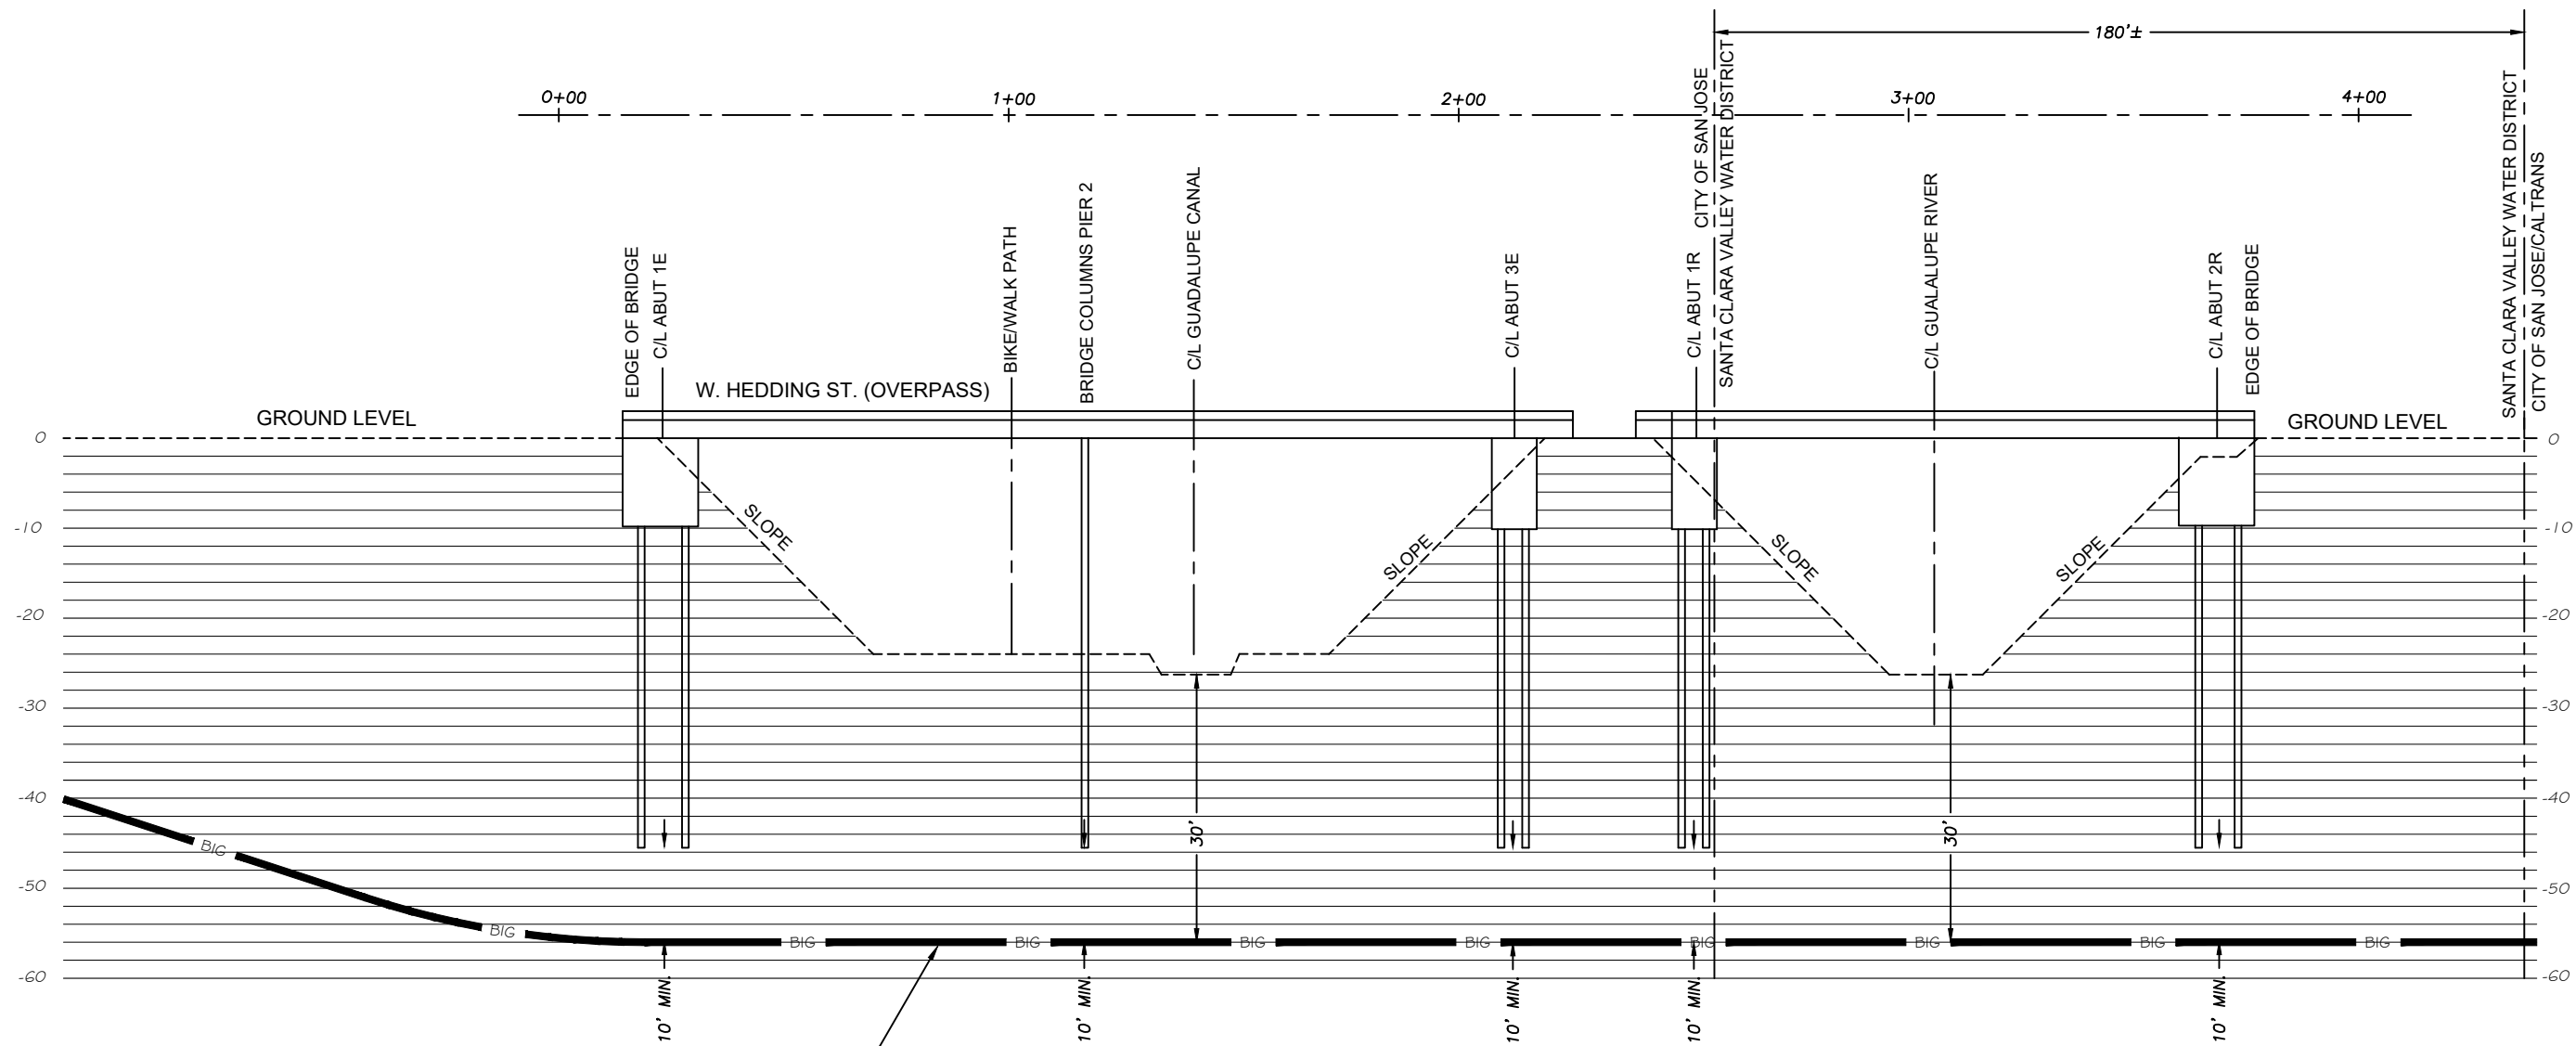 180'±
0+00
1+00
2+00
3+00
4+00
EDGE OF BRIDGE
C/L ABUT 1E
BIKE/WALK PATH
BRIDGE COLUMNS PIER 2
C/L GUADALUPE CANAL
C/L ABUT 3E
C/L ABUT 1R
CITY OF SAN JOSE
SANTA CLARA VALLEY WATER DISTRICT
C/L GUALALUPE RIVER
C/L ABUT 2R
EDGE OF BRIDGE
SANTA CLARA VALLEY WATER DISTRICT
CITY OF SAN JOSE/CALTRANS
W. HEDDING ST. (OVERPASS)
GROUND LEVEL
GROUND LEVEL
0
0
SLOPE
SLOPE
SLOPE
SLOPE
-10
-10
-20
-20
-30
-30
-40
-40
30'
30'
BIG
-50
-50
BIG
BIG
BIG
BIG
BIG
BIG
BIG
BIG
BIG
-60
-60
10' MIN.
10' MIN.
10' MIN.
10' MIN.
10' MIN.